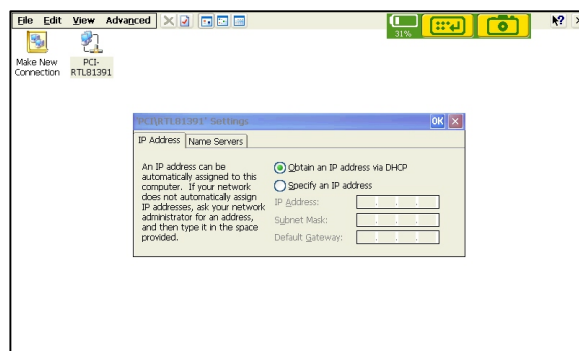 File Edit View Advanced
31%
?
Make New
Connection
PCI-
RTL81391
'PCI\RTL81391' Settings
OK
IP Address
Name Servers
An IP address can be
automatically assigned to this
computer. If your network
does not automatically assign
IP addresses, ask your network
administrator for an address,
and then type it in the space
provided.
Obtain an IP address via DHCP
Specify an IP address
IP Address:
Subnet Mask:
Default Gateway: